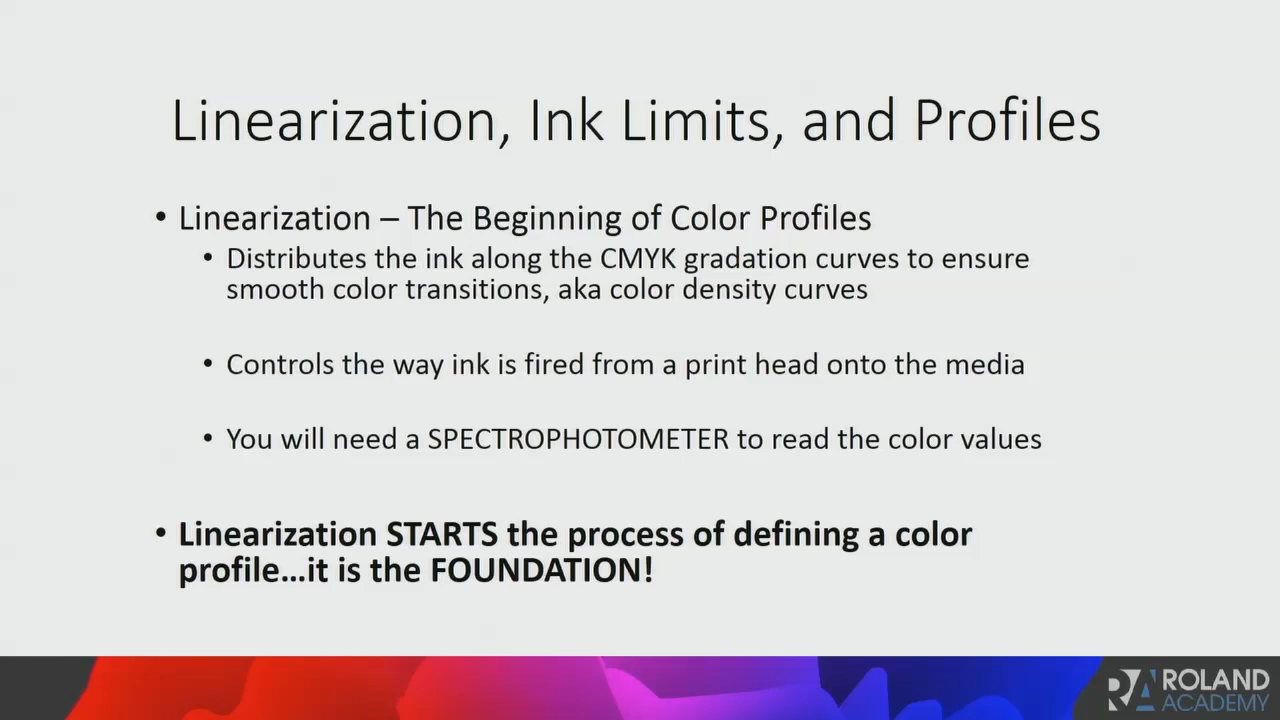 Linearization, Ink Limits, and Profiles
• Linearization – The Beginning of Color Profiles
• Distributes the ink along the CMYK gradation curves to ensure
smooth color transitions, aka color density curves
• Controls the way ink is fired from a print head onto the media
• You will need a SPECTROPHOTOMETER to read the color values
• Linearization STARTS the process of defining a color
profile…it is the FOUNDATION!
RA ROLAND
ACADEMY